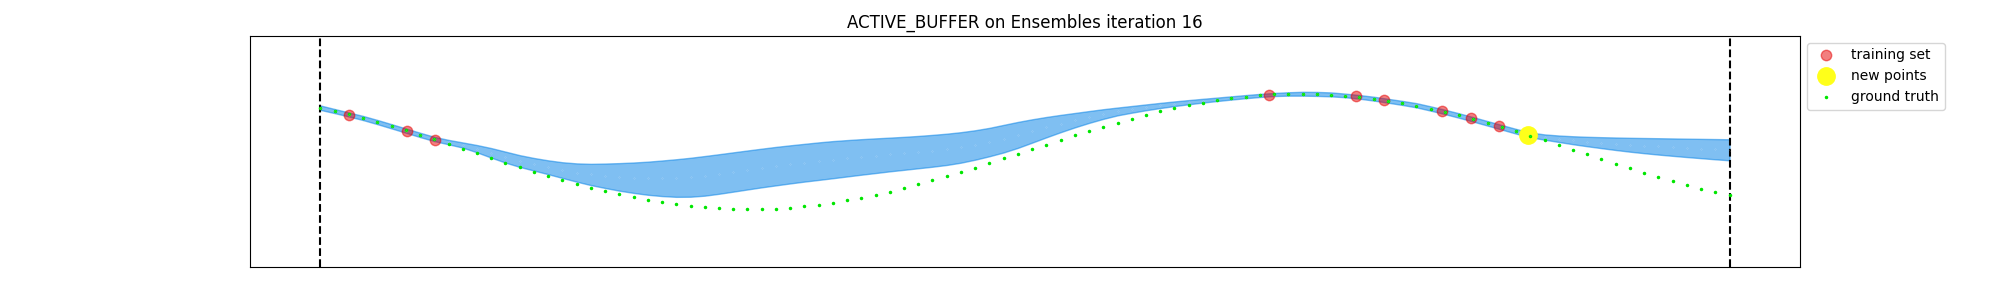 ACTIVE_BUFFER on Ensembles iteration 16
training set
new points
ground truth